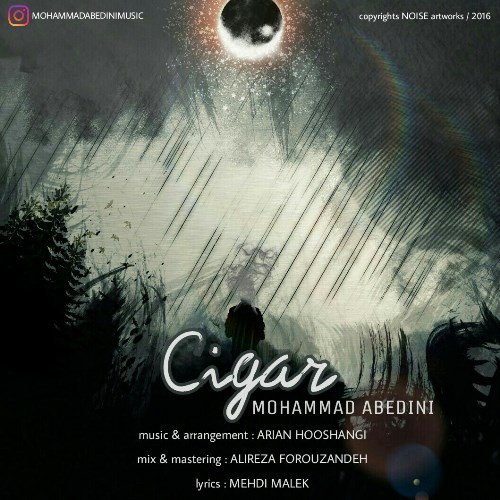 MOHAMMADABEDINIMUSIC
copyrights NOISE artworks / 2016
Cigar
MOHAMMAD ABEDINI
music & arrangement : ARIAN HOOSHANGI
mix & mastering : ALIREZA FOROUZANDEH
lyrics : MEHDI MALEK